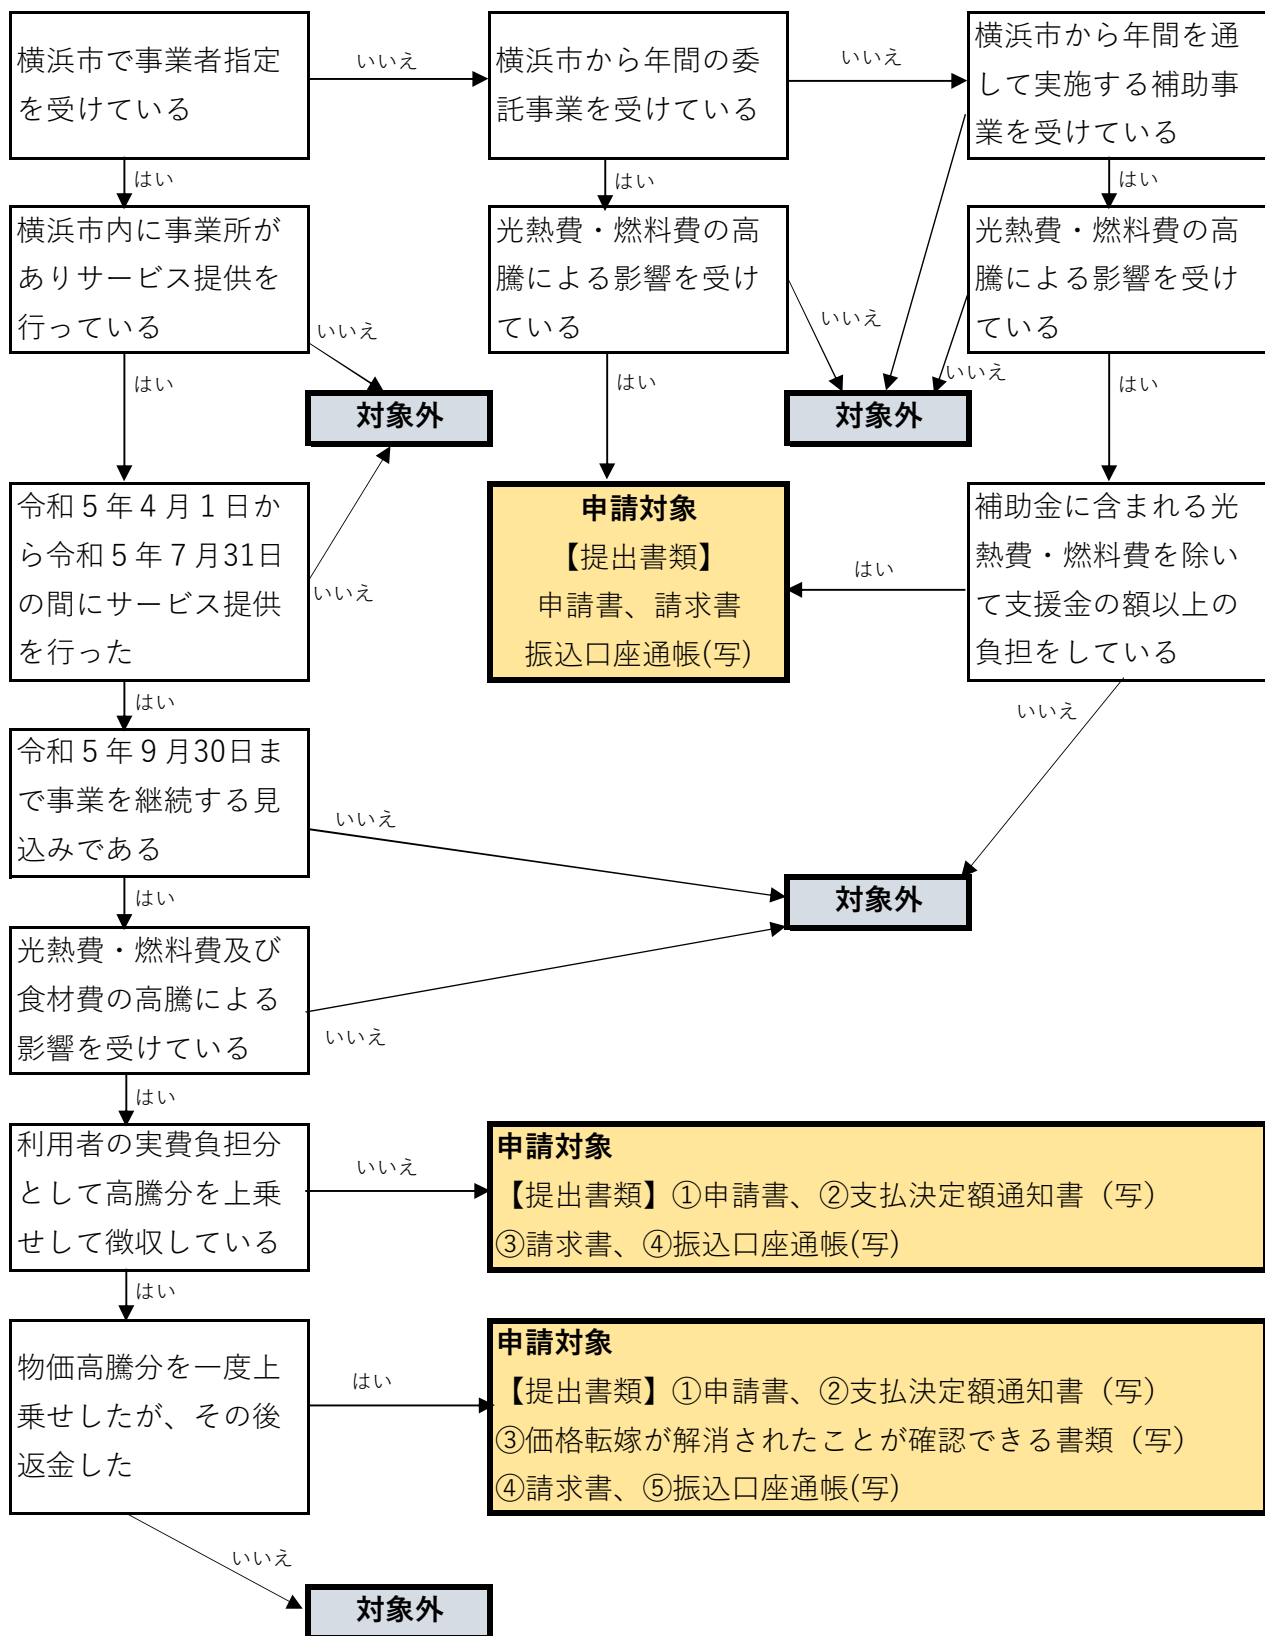 横浜市で事業者指定
を受けている
いいえ
横浜市から年間の委
託事業を受けている
いいえ
横浜市から年間を通
して実施する補助事
業を受けている
はい
はい
はい
横浜市内に事業所が
ありサービス提供を
行っている
いいえ
光熱費・燃料費の高
騰による影響を受け
ている
いいえ
光熱費・燃料費の高
騰による影響を受け
ている
いいえ
はい
対象外
はい
対象外
はい
令和５年４月１日か
ら令和５年７月31日
の間にサービス提供
を行った
いいえ
申請対象
【提出書類】
申請書、請求書
振込口座通帳(写)
はい
補助金に含まれる光
熱費・燃料費を除い
て支援金の額以上の
負担をしている
はい
いいえ
令和５年９月30日ま
で事業を継続する見
込みである
いいえ
対象外
はい
光熱費・燃料費及び
食材費の高騰による
影響を受けている
いいえ
はい
利用者の実費負担分
として高騰分を上乗
せして徴収している
いいえ
申請対象
【提出書類】①申請書、②支払決定額通知書（写）
③請求書、④振込口座通帳(写)
はい
物価高騰分を一度上
乗せしたが、その後
返金した
はい
申請対象
【提出書類】①申請書、②支払決定額通知書（写）
③価格転嫁が解消されたことが確認できる書類（写）
④請求書、⑤振込口座通帳(写)
いいえ
対象外